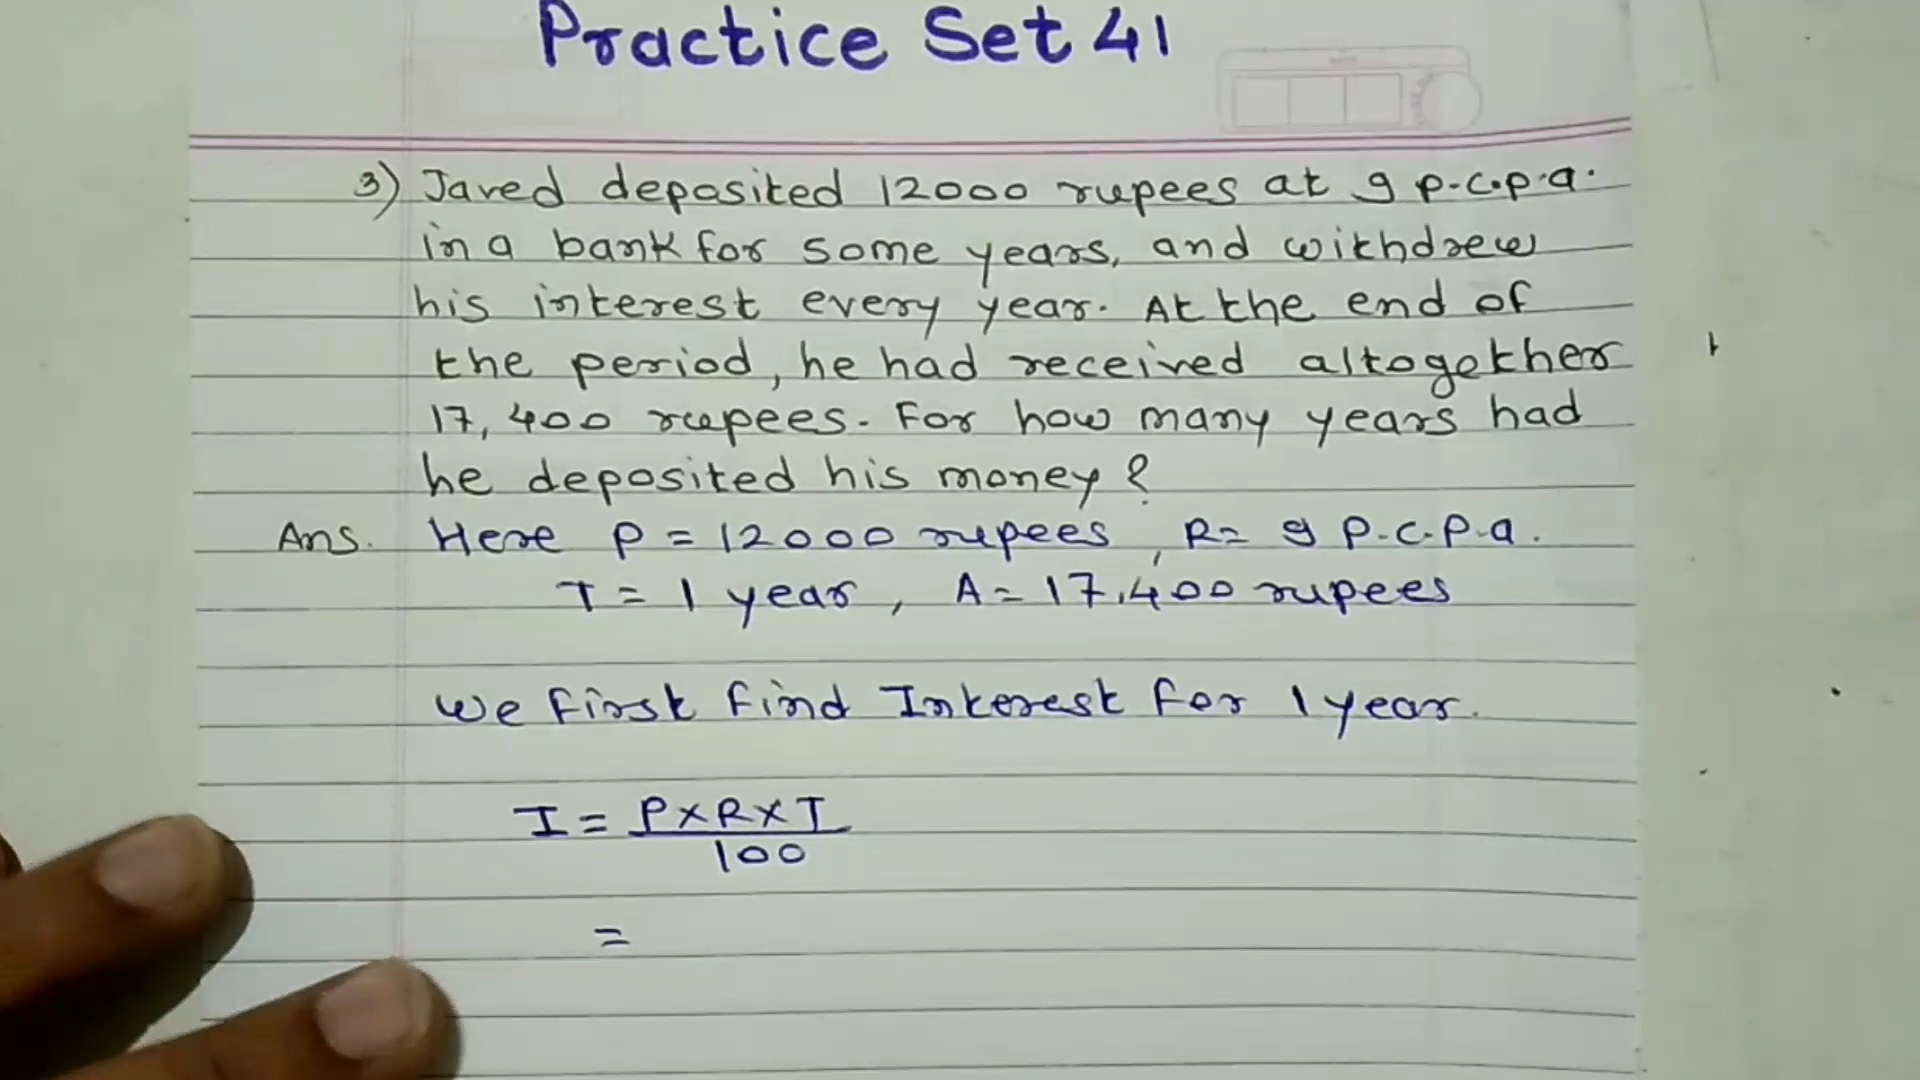 Practice Set 41
3) Javed deposited 12000 rupees at 9 p.c.p.a.
in a bank for some years, and withdrew
his interest every year. At the end of
the period, he had received altogether
17,400 rupees. For how many years had
he deposited his money?
Ans. Here P = 12000 rupees, R = 9 P.C.P.a.
T = 1 year, A = 17,400 rupees
We first find Interest for 1 year.
I = P×R×T
100
=